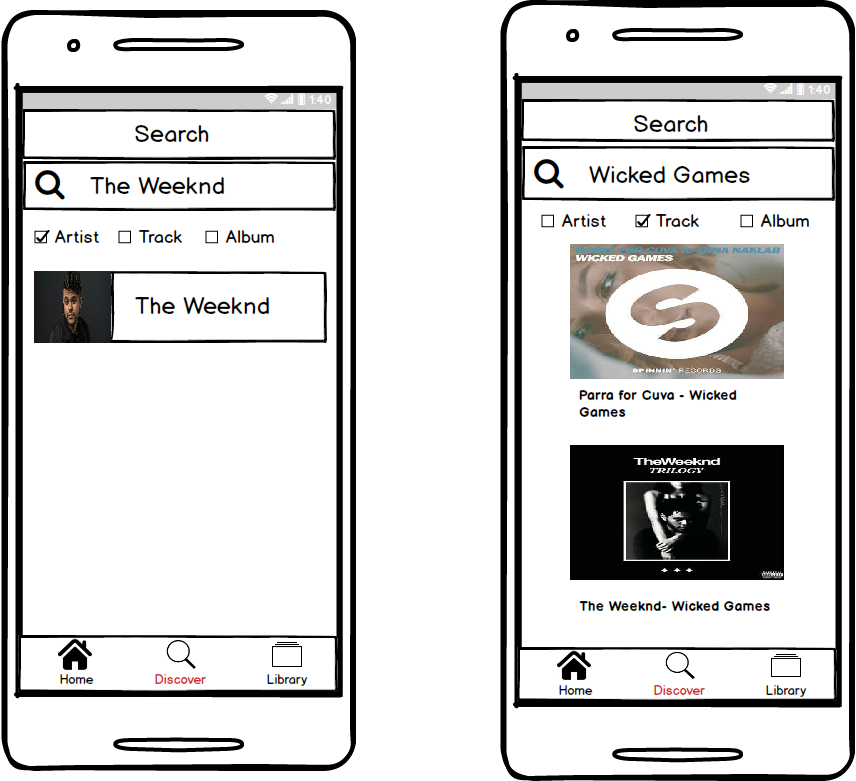 1:40
Search
The Weeknd
Artist Track Album
The Weeknd
Home Discover Library
1:40
Search
Wicked Games
Artist Track Album
PARRA FOR CUVA & ANNA NAKLAB
WICKED GAMES
SPINNIN' RECORDS
Parra for Cuva - Wicked
Games
TheWeeknd
TRILOGY
The Weeknd- Wicked Games
Home Discover Library